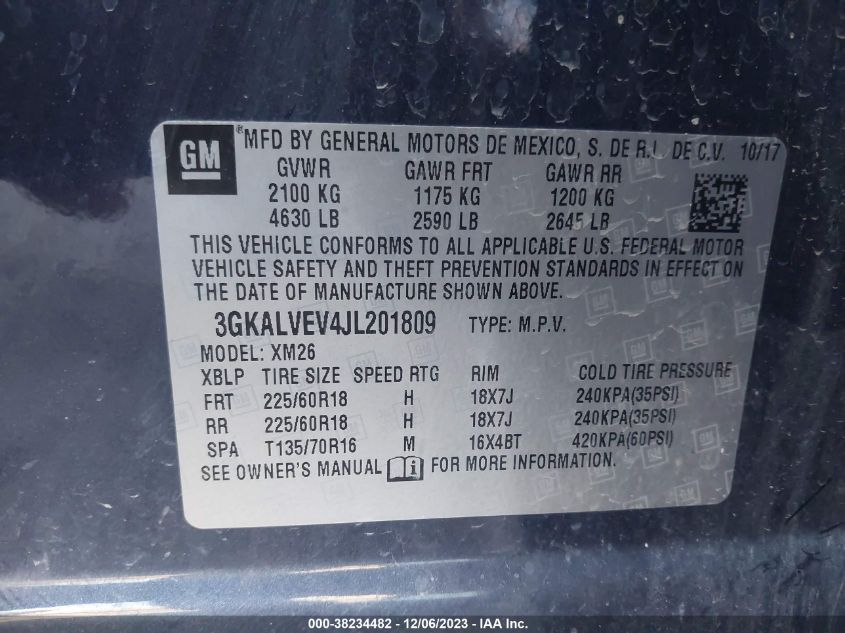 GM ® MFD BY GENERAL MOTORS DE MEXICO, S. DE R.L. DE C.V. 10/17
GVWR GAWR FRT GAWR RR
2100 KG 1175 KG 1200 KG
4630 LB 2590 LB 2645 LB
THIS VEHICLE CONFORMS TO ALL APPLICABLE U.S. FEDERAL MOTOR
VEHICLE SAFETY AND THEFT PREVENTION STANDARDS IN EFFECT ON
THE DATE OF MANUFACTURE SHOWN ABOVE.
3GKALVEV4JL201809 TYPE: M.P.V.
MODEL: XM26
XBLP TIRE SIZE SPEED RTG RIM COLD TIRE PRESSURE
FRT 225/60R18 H 18X7J 240KPA(35PSI)
RR 225/60R18 H 18X7J 240KPA(35PSI)
SPA T135/70R16 M 16X4BT 420KPA(60PSI)
SEE OWNER'S MANUAL FOR MORE INFORMATION.
000-38234482 - 12/06/2023 - IAA Inc.